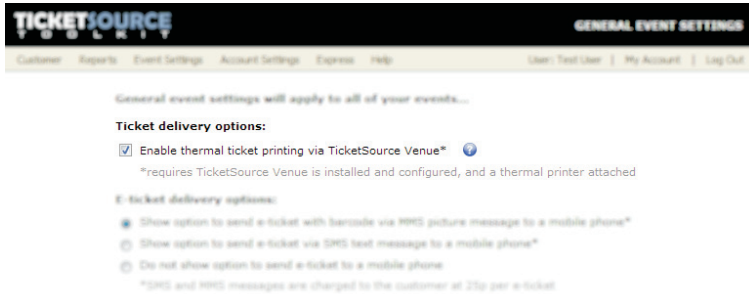 TICKETSOURCE
TOOLKIT
GENERAL EVENT SETTINGS
Customer Reports Event Settings Account Settings Express Help User: Test User | My Account | Log Out
General event settings will apply to all of your events...
Ticket delivery options:
Enable thermal ticket printing via TicketSource Venue* ?
*requires TicketSource Venue is installed and configured, and a thermal printer attached
E-ticket delivery options:
Show option to send e-ticket with barcode via MMS picture message to a mobile phone*
Show option to send e-ticket via SMS text message to a mobile phone*
Do not show option to send e-ticket to a mobile phone
*SMS and MMS messages are charged to the customer at 25p per e-ticket